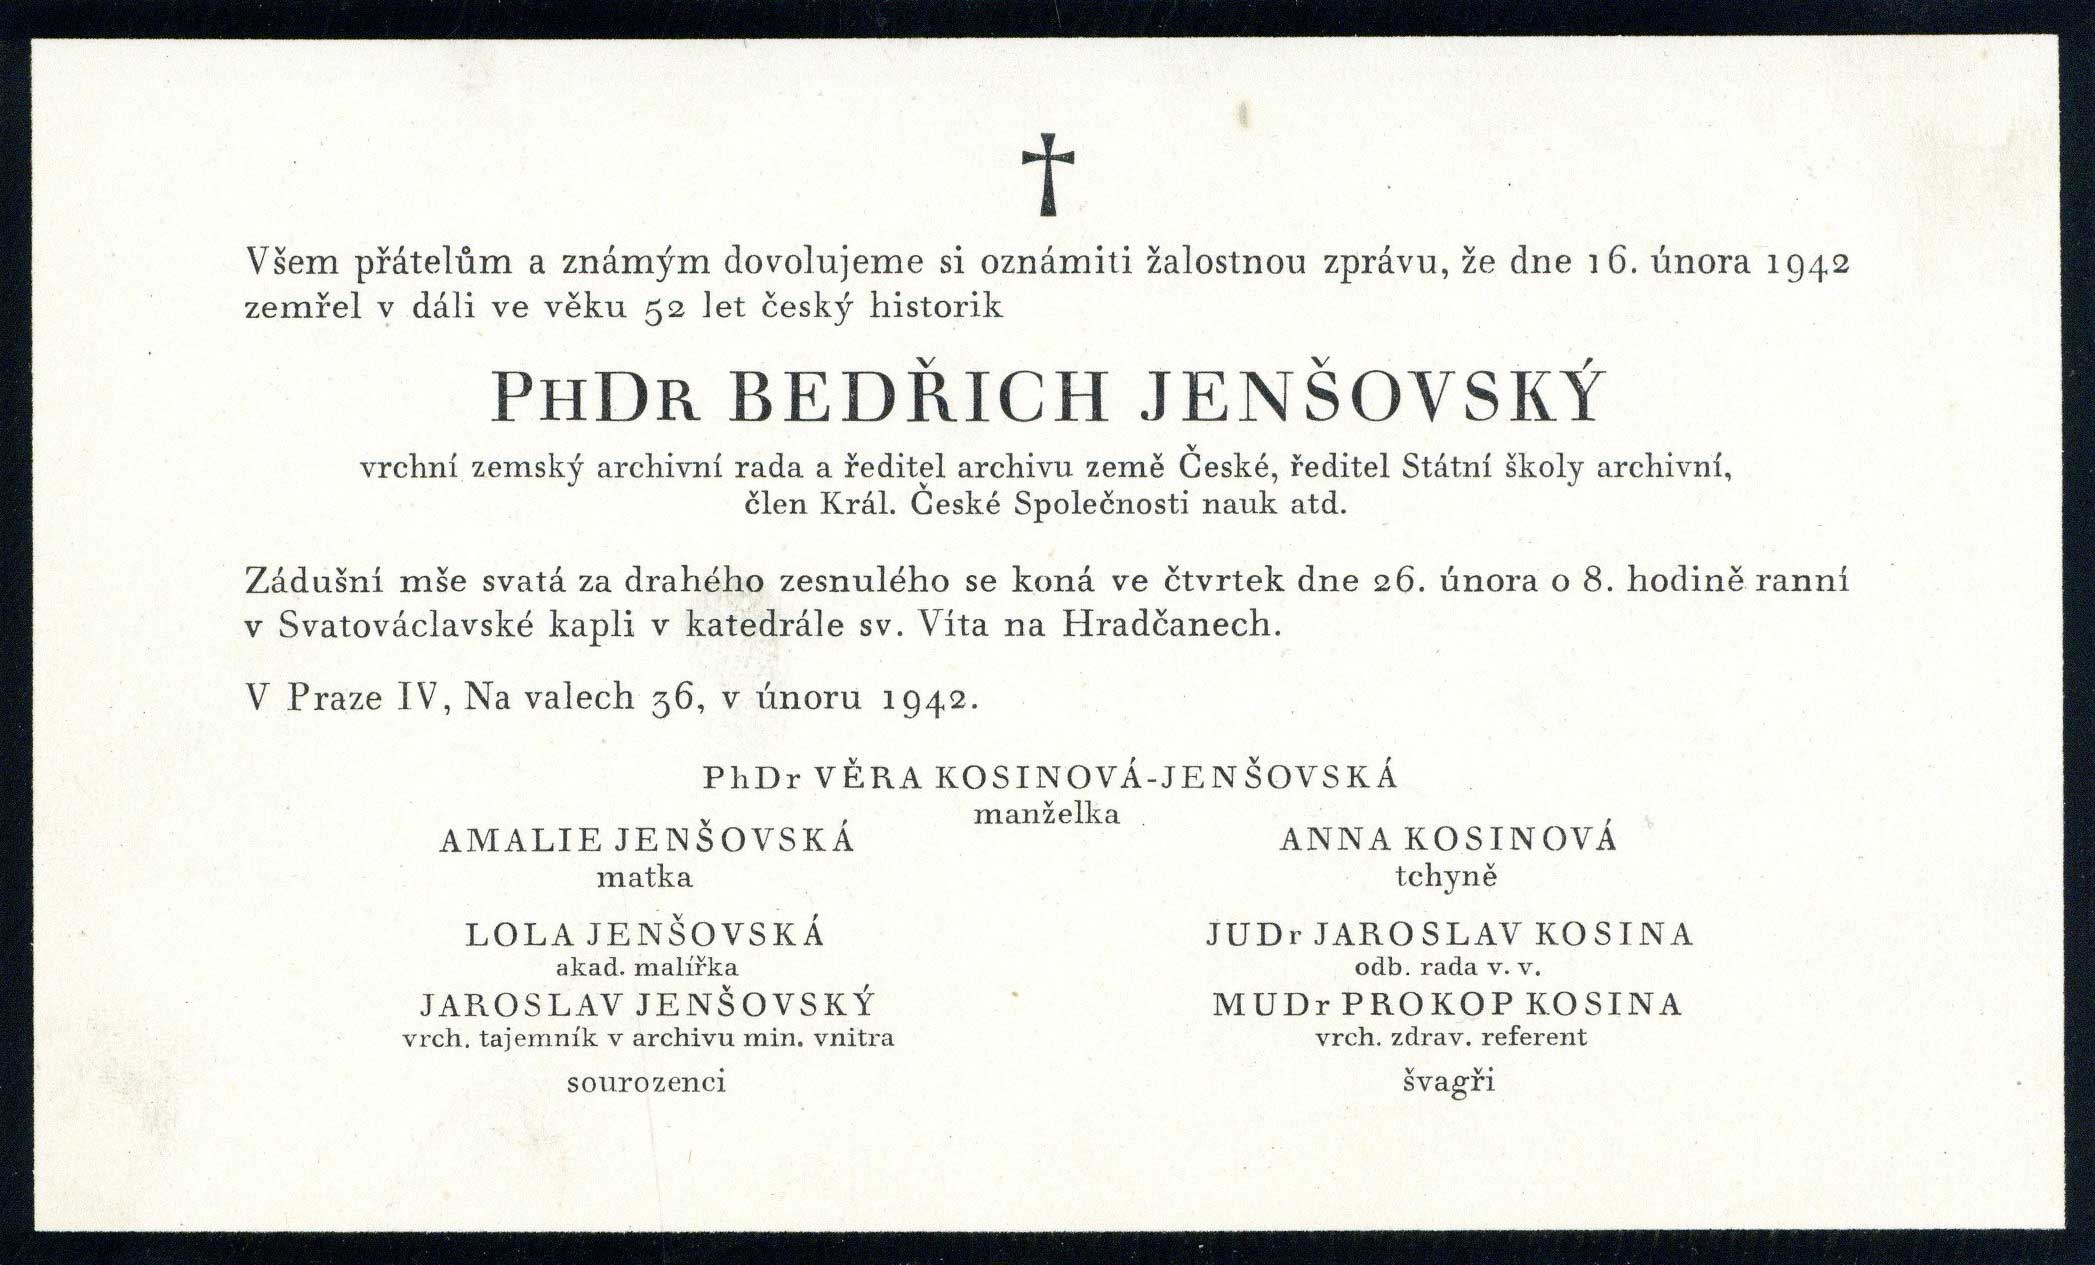 Všem přátelům a známým dovolujeme si oznámiti žalostnou zprávu, že dne 16. února 1942
zemřel v dáli ve věku 52 let český historik
PhDr BEDŘICH JENŠOVSKÝ
vrchní zemský archivní rada a ředitel archivu země České, ředitel Státní školy archivní,
člen Král. České Společnosti nauk atd.
Zádušní mše svatá za drahého zesnulého se koná ve čtvrtek dne 26. února o 8. hodině ranní
v Svatováclavské kapli v katedrále sv. Víta na Hradčanech.
V Praze IV, Na valech 36, v únoru 1942.
PhDr VĚRA KOSINOVÁ-JENŠOVSKÁ
manželka
AMALIE JENŠOVSKÁ
matka
LOLA JENŠOVSKÁ
akad. malířka
JAROSLAV JENŠOVSKÝ
vrch. tajemník v archivu min. vnitra
sourozenci
ANNA KOSINOVÁ
tchyně
JUDr JAROSLAV KOSINA
odb. rada v. v.
MUDr PROKOP KOSINA
vrch. zdrav. referent
švagři